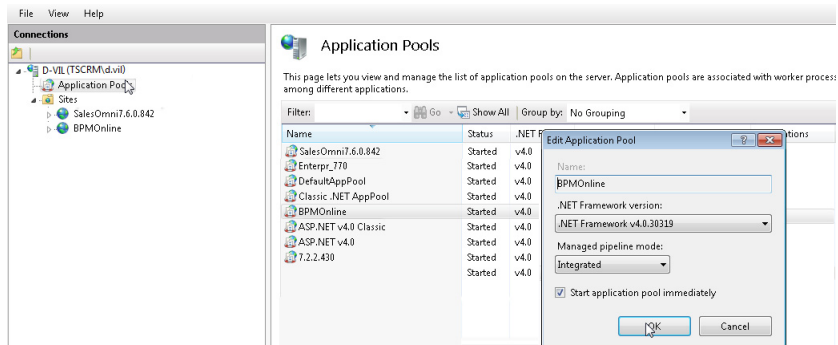 File View Help
Connections
D-VIL (TSCRM\d.vil)
Application Pools
Sites
SalesOmni7.6.0.842
BPMOnline
Application Pools
This page lets you view and manage the list of application pools on the server. Application pools are associated with worker process
among different applications.
Filter: Go Show All Group by: No Grouping
Name Status .NET F
SalesOmni7.6.0.842 Started v4.0
Enterpr_770 Started v4.0
DefaultAppPool Started v4.0
Classic .NET AppPool Started v4.0
BPMOnline Started v4.0
ASP.NET v4.0 Classic Started v4.0
ASP.NET v4.0 Started v4.0
7.2.2.430 Started v4.0
Started v4.0
ations
Edit Application Pool
Name:
BPMOnline
.NET Framework version:
.NET Framework v4.0.30319
Managed pipeline mode:
Integrated
Start application pool immediately
OK Cancel